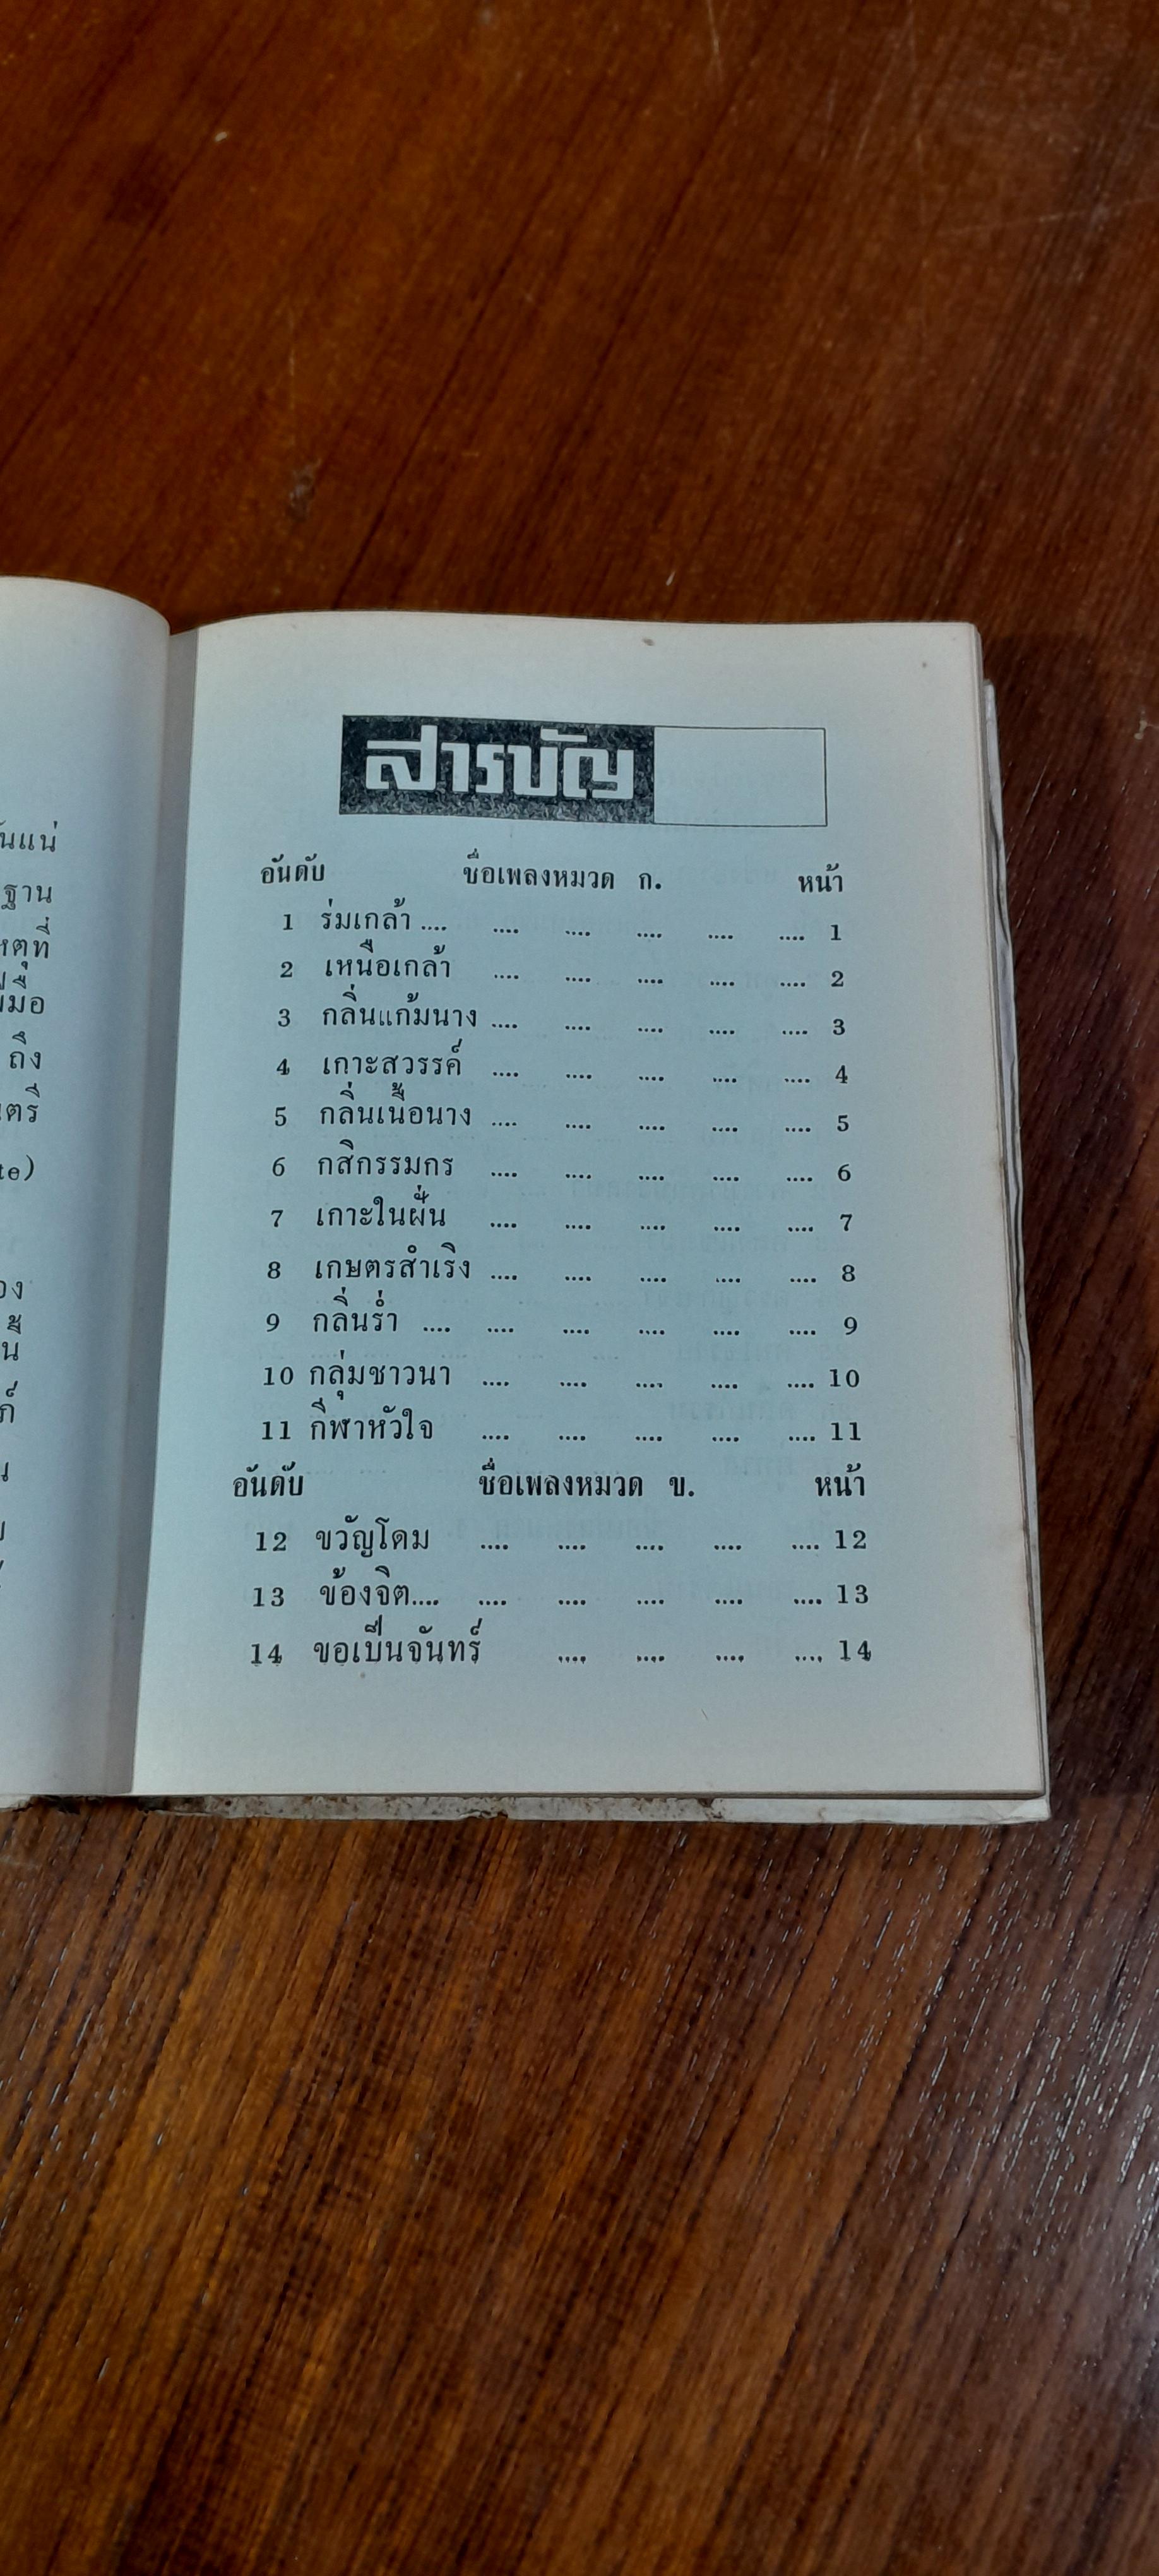 สารบัญ
อันดับ ชื่อเพลงหมวด ก. หน้า
1 ร่มเกล้า .... .... .... .... .... .... 1
2 เหนือเกล้า .... .... .... .... .... 2
3 กลิ่นแก้มนาง .... .... .... .... .... 3
4 เกาะสวรรค์ .... .... .... .... .... 4
5 กลิ่นเนื้อนาง .... .... .... .... .... 5
6 กสิกรรมกร .... .... .... .... .... 6
7 เกาะในฝั่น .... .... .... .... .... 7
8 เกษตรสำเริง .... .... .... .... .... 8
9 กลิ่นร่ำ .... .... .... .... .... .... 9
10 กลุ่มชาวนา .... .... .... .... .... 10
11 กีฬาหัวใจ .... .... .... .... .... 11
อันดับ ชื่อเพลงหมวด ข. หน้า
12 ขวัญโดม .... .... .... .... .... 12
13 ข้องจิต.... .... .... .... .... .... 13
14 ขอเป็นจันทร์ .... .... .... .... 14